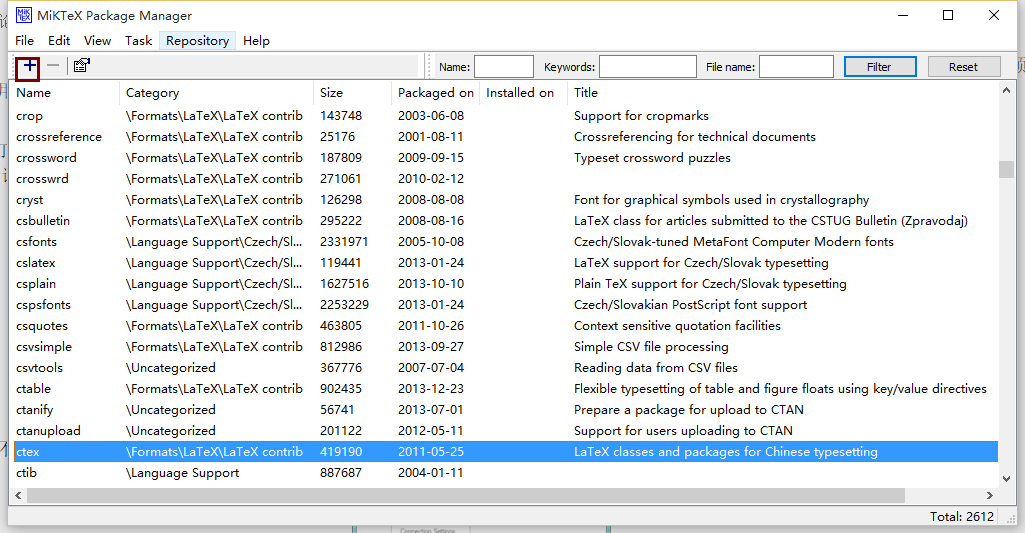 MiKTeX Package Manager
File Edit View Task Repository Help
Name: Keywords: File name: Filter Reset
Name Category Size Packaged on Installed on Title
crop \Formats\LaTeX\LaTeX contrib 143748 2003-06-08 Support for cropmarks
crossreference \Formats\LaTeX\LaTeX contrib 25176 2001-08-11 Crossreferencing for technical documents
crossword \Formats\LaTeX\LaTeX contrib 187809 2009-09-15 Typeset crossword puzzles
crosswrd \Formats\LaTeX\LaTeX contrib 271061 2010-02-12
cryst \Formats\LaTeX\LaTeX contrib 126298 2008-08-08 Font for graphical symbols used in crystallography
csbulletin \Formats\LaTeX\LaTeX contrib 295222 2008-08-16 LaTeX class for articles submitted to the CSTUG Bulletin (Zpravodaj)
csfonts \Language Support\Czech/Sl... 2331971 2005-10-08 Czech/Slovak-tuned MetaFont Computer Modern fonts
cslatex \Language Support\Czech/Sl... 119441 2013-01-24 LaTeX support for Czech/Slovak typesetting
csplain \Language Support\Czech/Sl... 1627516 2013-10-10 Plain TeX support for Czech/Slovak typesetting
cspsfonts \Language Support\Czech/Sl... 2253229 2013-01-24 Czech/Slovakian PostScript font support
csquotes \Formats\LaTeX\LaTeX contrib 463805 2011-10-26 Context sensitive quotation facilities
csvsimple \Formats\LaTeX\LaTeX contrib 812986 2013-09-27 Simple CSV file processing
csvtools \Uncategorized 367776 2007-07-04 Reading data from CSV files
ctable \Formats\LaTeX\LaTeX contrib 902435 2013-12-23 Flexible typesetting of table and figure floats using key/value directives
ctanify \Uncategorized 56741 2013-07-01 Prepare a package for upload to CTAN
ctanupload \Uncategorized 201122 2012-05-11 Support for users uploading to CTAN
ctex \Formats\LaTeX\LaTeX contrib 419190 2011-05-25 LaTeX classes and packages for Chinese typesetting
ctib \Language Support 887687 2004-01-11
Total: 2612
Connection Settings